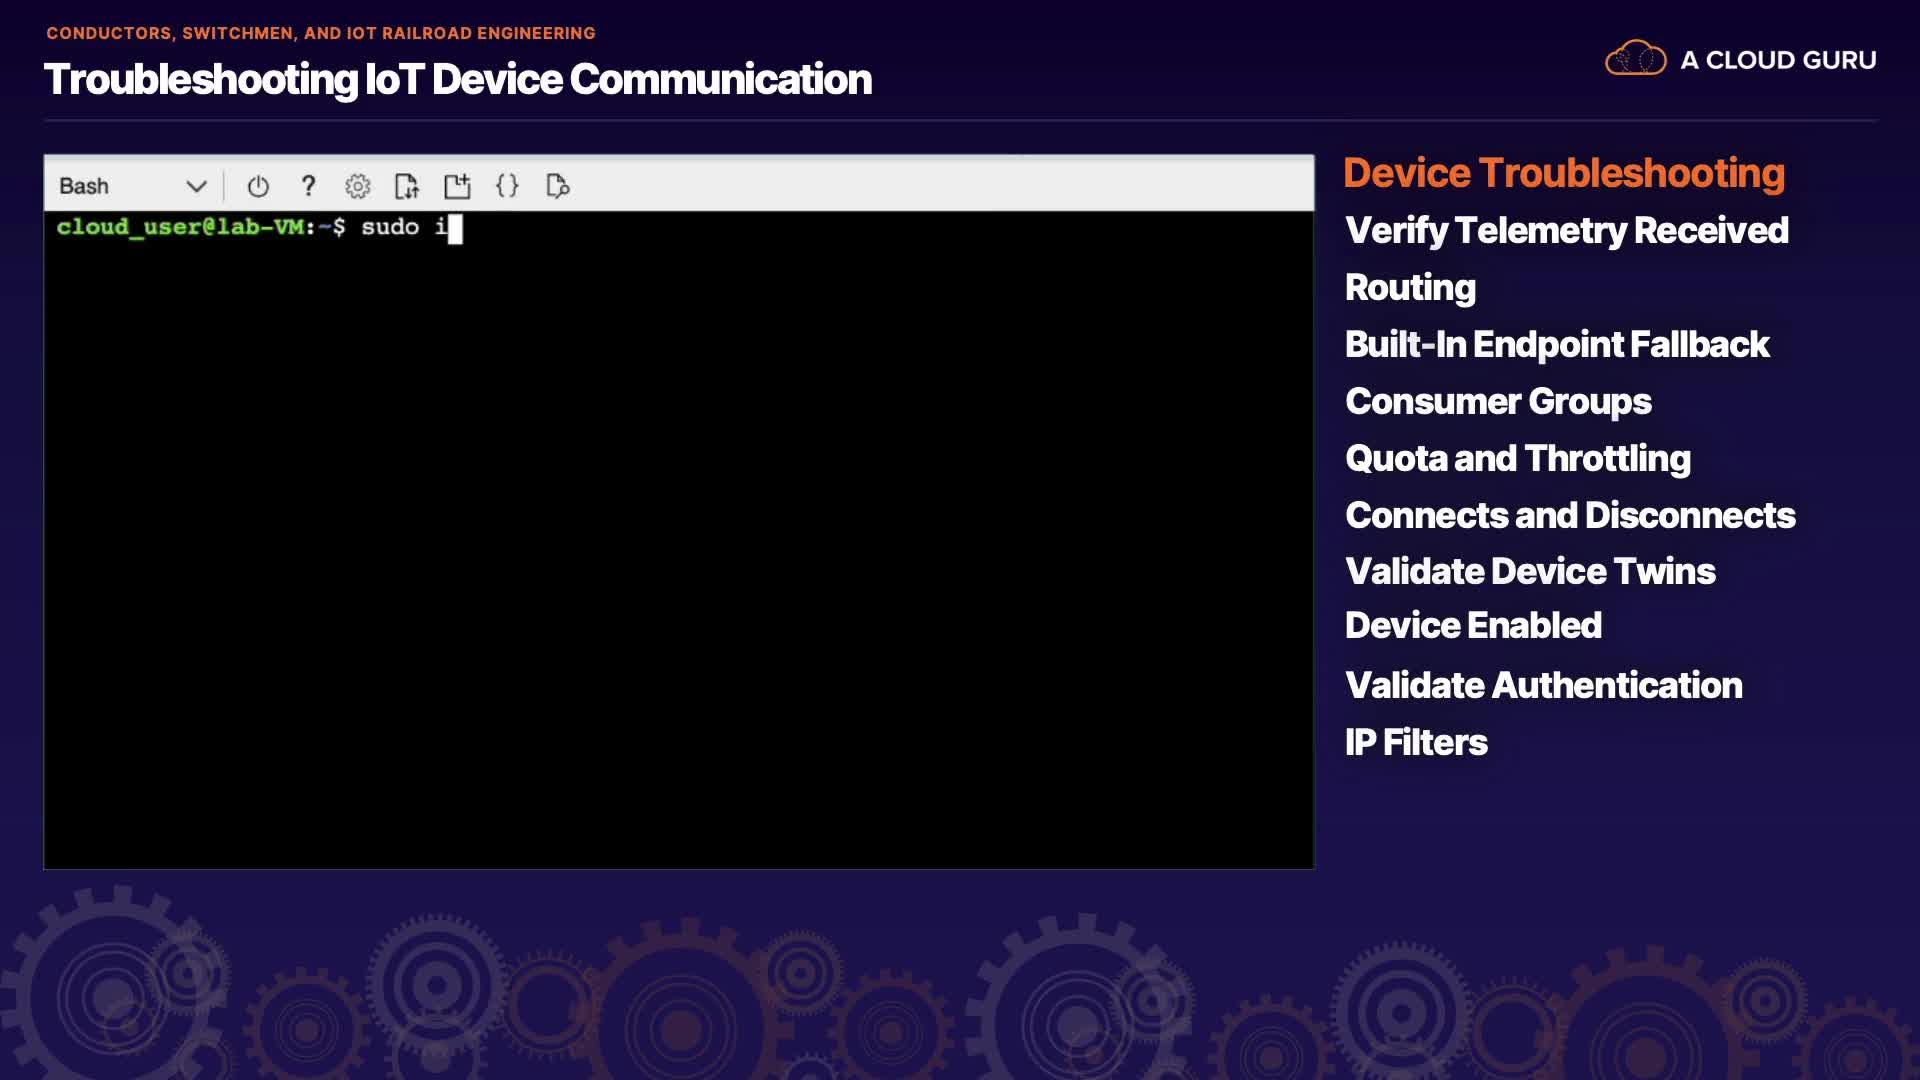 CONDUCTORS, SWITCHMEN, AND IOT RAILROAD ENGINEERING
Troubleshooting IoT Device Communication
A CLOUD GURU
Bash
?
{}
cloud_user@lab-VM:~$ sudo i
Device Troubleshooting
Verify Telemetry Received
Routing
Built-In Endpoint Fallback
Consumer Groups
Quota and Throttling
Connects and Disconnects
Validate Device Twins
Device Enabled
Validate Authentication
IP Filters